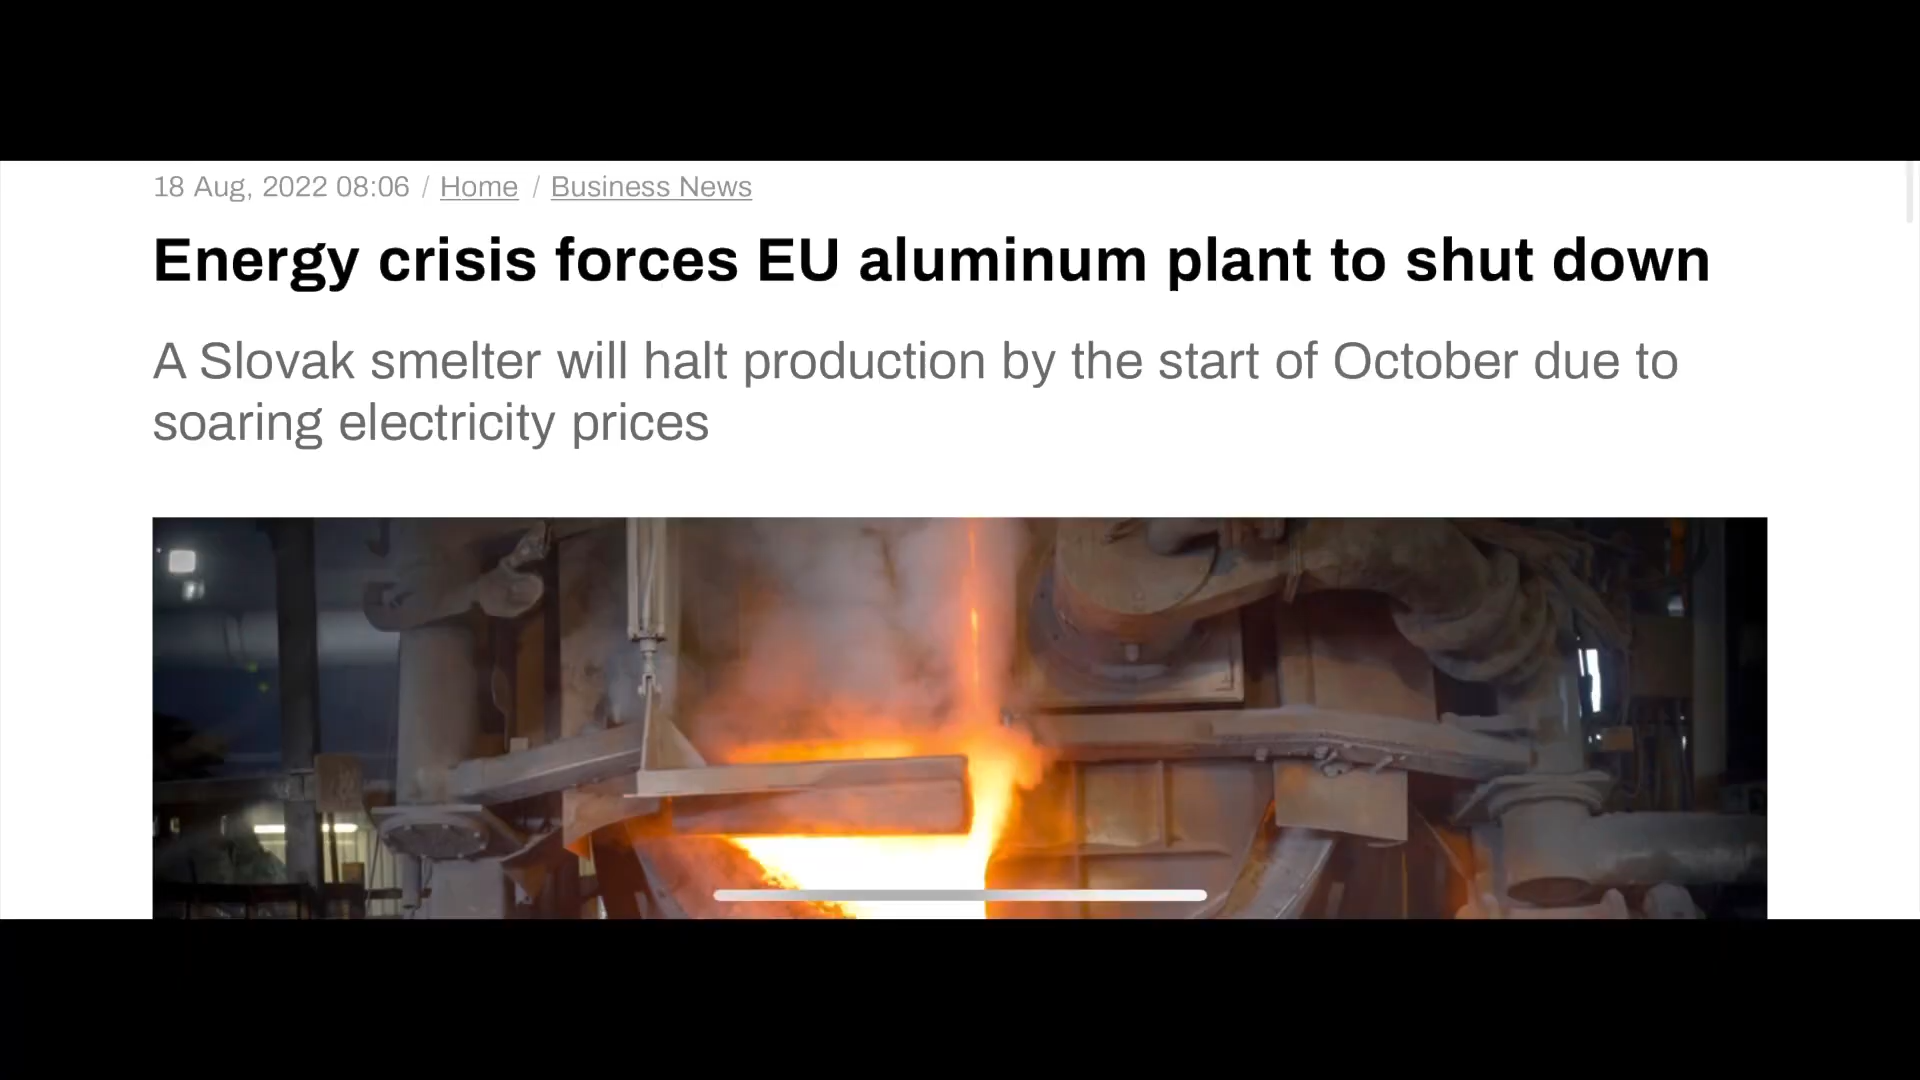 18 Aug, 2022 08:06 / Home / Business News
Energy crisis forces EU aluminum plant to shut down
A Slovak smelter will halt production by the start of October due to
soaring electricity prices